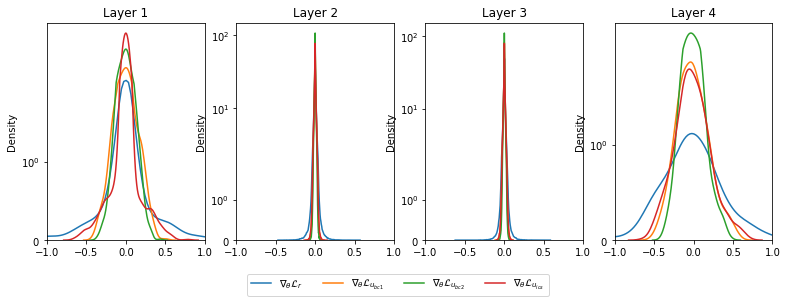 Layer 1 Layer 2 Layer 3 Layer 4
Density Density Density Density
10² 10² 
10¹ 10¹
10⁰ 10⁰ 10⁰ 10⁰
0 0 0 0
−1.0 −0.5 0.0 0.5 1.0 −1.0 −0.5 0.0 0.5 1.0 −1.0 −0.5 0.0 0.5 1.0 −1.0 −0.5 0.0 0.5 1.0
∇θℒr ∇θℒu_bc1 ∇θℒu_bc2 ∇θℒu_ics